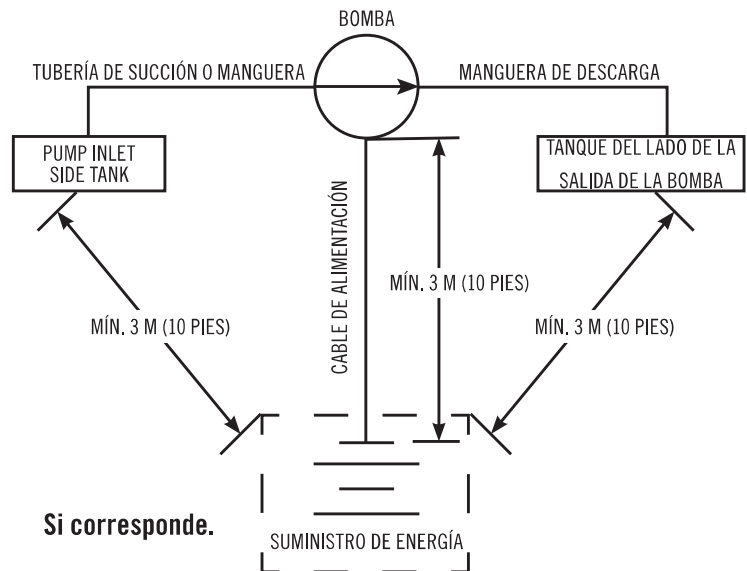 BOMBA
TUBERÍA DE SUCCIÓN O MANGUERA
MANGUERA DE DESCARGA
PUMP INLET
SIDE TANK
TANQUE DEL LADO DE LA
SALIDA DE LA BOMBA
CABLE DE ALIMENTACIÓN
MÍN. 3 M (10 PIES)
MÍN. 3 M (10 PIES)
MÍN. 3 M (10 PIES)
Si corresponde.
SUMINISTRO DE ENERGÍA